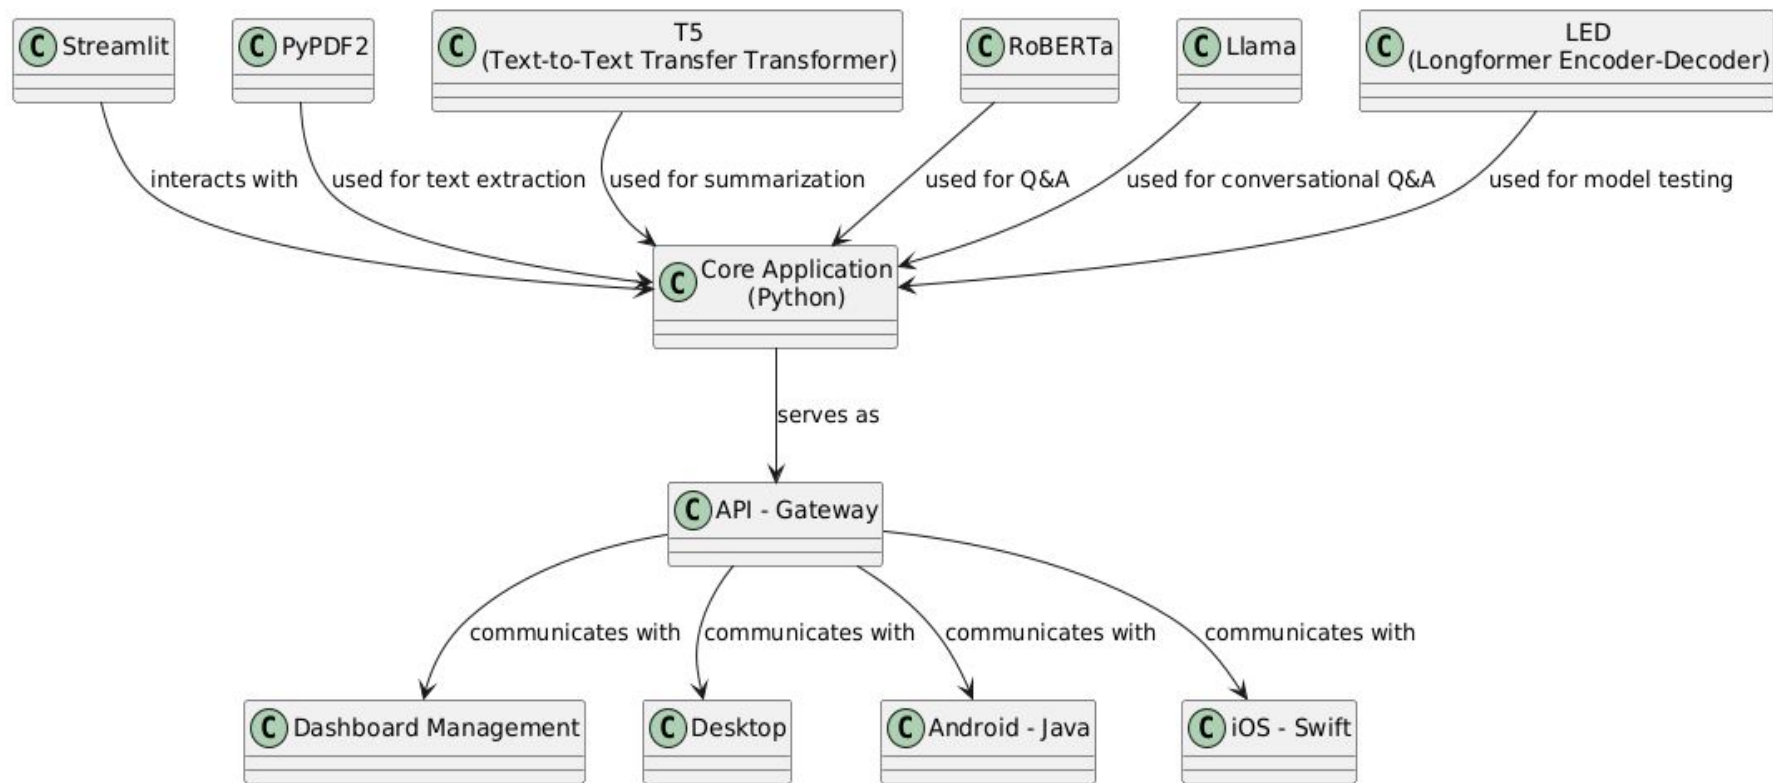 C Streamlit
C PyPDF2
C T5
(Text-to-Text Transfer Transformer)
C RoBERTa
C Llama
C LED
(Longformer Encoder-Decoder)
interacts with
used for text extraction
used for summarization
used for Q&A
used for conversational Q&A
used for model testing
C Core Application
(Python)
serves as
C API - Gateway
communicates with
communicates with
communicates with
communicates with
C Dashboard Management
C Desktop
C Android - Java
C iOS - Swift